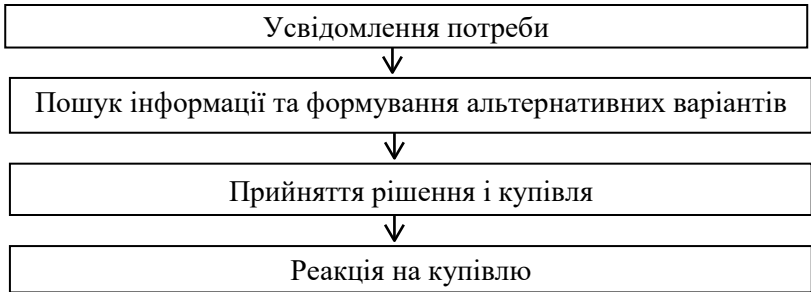 Усвідомлення потреби
Пошук інформації та формування альтернативних варіантів
Прийняття рішення і купівля
Реакція на купівлю